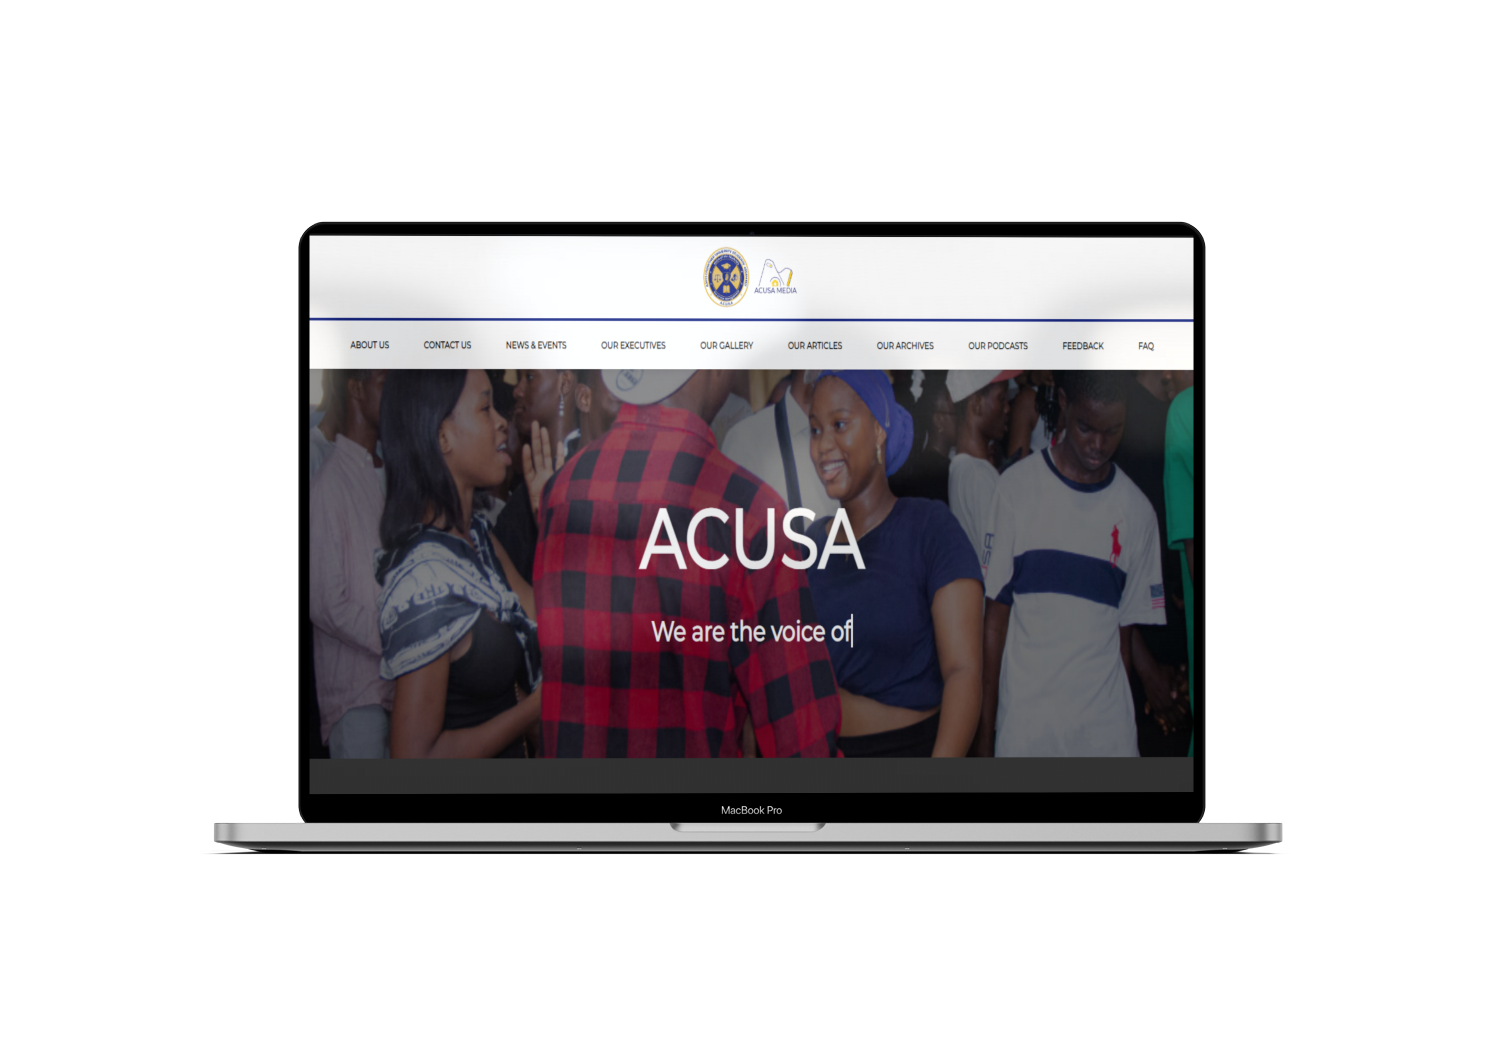 ACUSA MEDIA
ABOUT US CONTACT US NEWS & EVENTS OUR EXECUTIVES OUR GALLERY OUR ARTICLES OUR ARCHIVES OUR PODCASTS FEEDBACK FAQ
ACUSA
We are the voice of
MacBook Pro